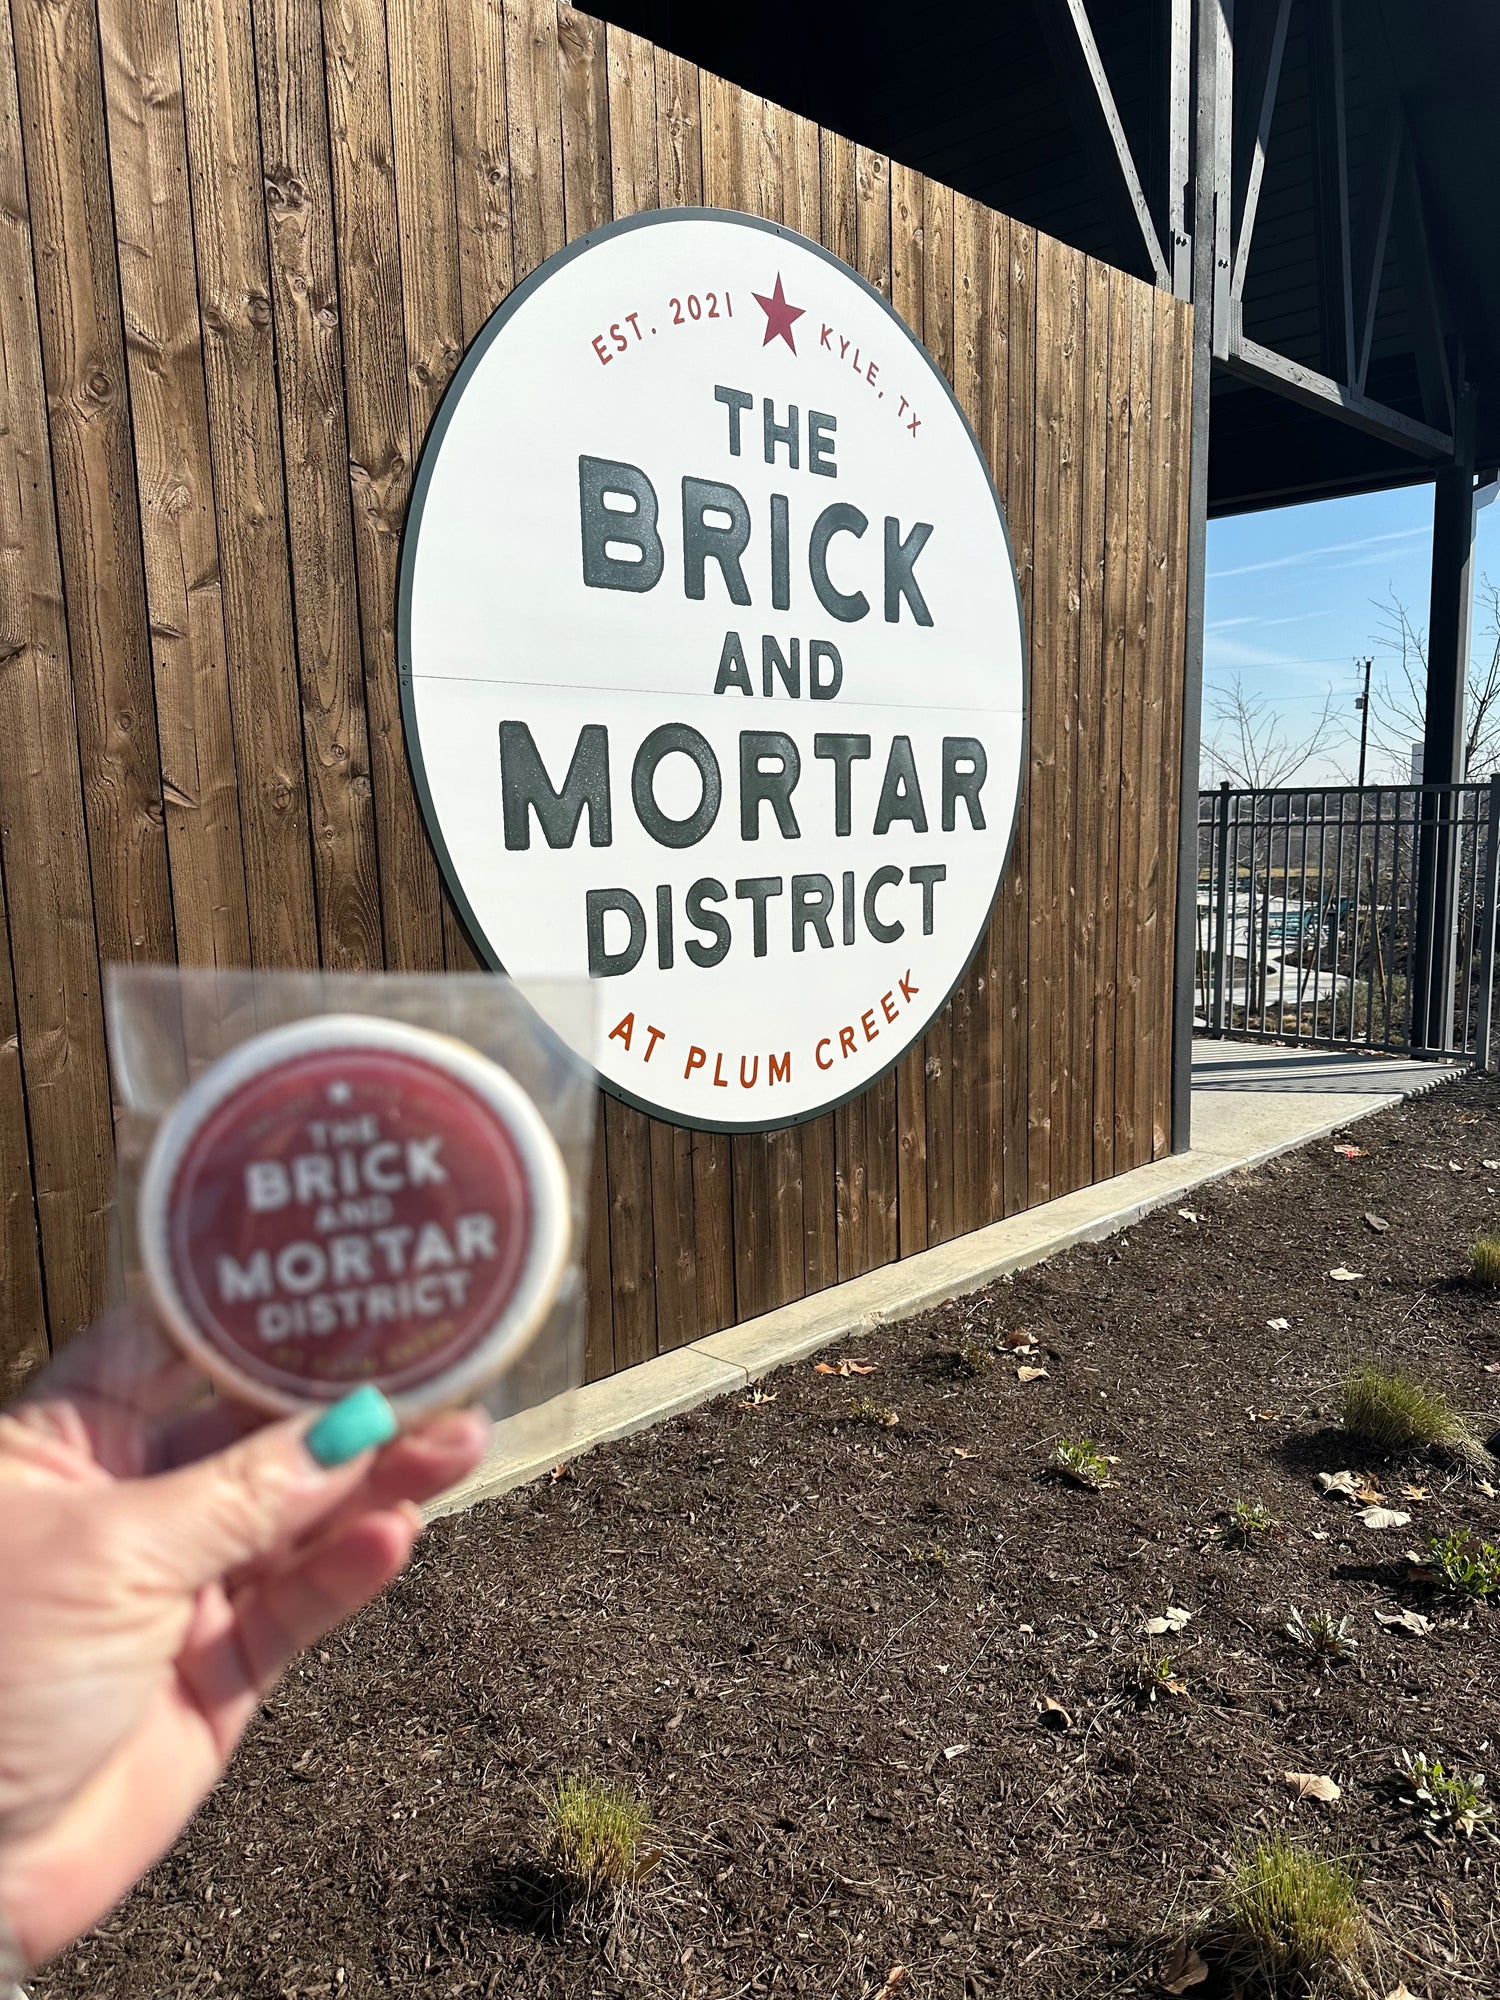 EST. 2021 ★ KYLE, TX
THE
BRICK
AND
MORTAR
DISTRICT
AT PLUM CREEK
THE
BRICK
AND
MORTAR
DISTRICT